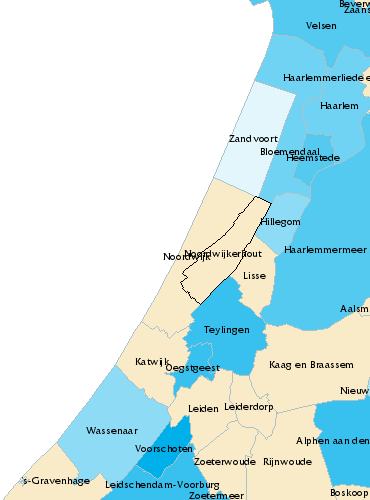 Beverw
Zaans
Velsen
Haarlemmerliede e
Haarlem
Zandvoort
Bloemendaal
Heemstede
Hillegom
Haarlemmermeer
Noordwijk
Noordwijkerhout
Lisse
Aalsm
Teylingen
Katwijk
Oegstgeest
Kaag en Braassem
Nieuw
Leiden
Leiderdorp
Wassenaar
Alphen aan den
Voorschoten
Zoeterwoude
Rijnwoude
's-Gravenhage
Leidschendam-Voorburg
Zoetermeer
Boskoop